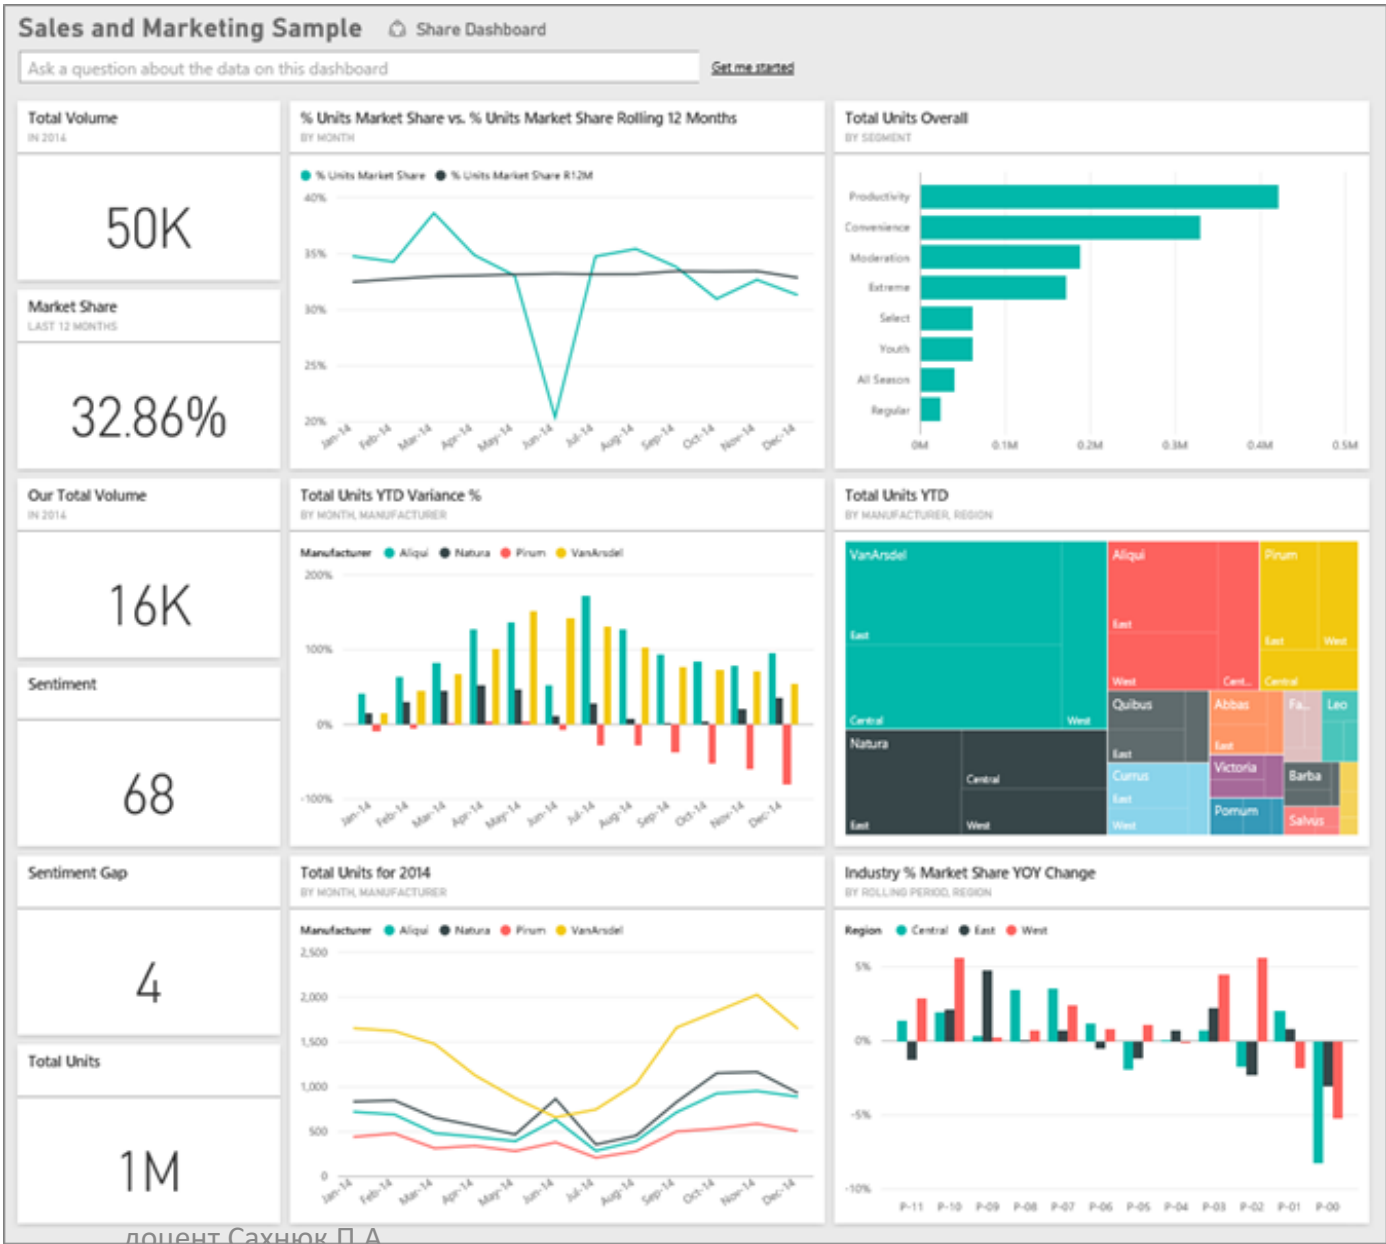 Sales and Marketing Sample
Share Dashboard
Ask a question about the data on this dashboard
Get me started
Total Volume
IN 2014
50K
Market Share
LAST 12 MONTHS
32.86%
Our Total Volume
IN 2014
16K
Sentiment
68
Sentiment Gap
4
Total Units
1M
% Units Market Share vs. % Units Market Share Rolling 12 Months
BY MONTH
% Units Market Share % Units Market Share R12M
40%
35%
30%
25%
20%
Jan-14 Feb-14 Mar-14 Apr-14 May-14 Jun-14 Jul-14 Aug-14 Sep-14 Oct-14 Nov-14 Dec-14
Total Units YTD Variance %
BY MONTH, MANUFACTURER
Manufacturer Aliqui Natura Pirum VanArsdel
200%
100%
0%
-100%
Jan-14 Feb-14 Mar-14 Apr-14 May-14 Jun-14 Jul-14 Aug-14 Sep-14 Oct-14 Nov-14 Dec-14
Total Units for 2014
BY MONTH, MANUFACTURER
Manufacturer Aliqui Natura Pirum VanArsdel
2,500
2,000
1,500
1,000
500
0
Jan-14 Feb-14 Mar-14 Apr-14 May-14 Jun-14 Jul-14 Aug-14 Sep-14 Oct-14 Nov-14 Dec-14
Total Units Overall
BY SEGMENT
Productivity
Convenience
Moderation
Extreme
Select
Youth
All Season
Regular
0M 0.1M 0.2M 0.3M 0.4M 0.5M
Total Units YTD
BY MANUFACTURER, REGION
VanArsdel
East
Central
West
Natura
East
Central
West
Aliqui
East
West
Cent...
Pirum
East
West
Central
Quibus
East
Currus
East
West
Abbas
East
Fa...
Leo
Victoria
Barba
Pomum
Salvus
Industry % Market Share YOY Change
BY ROLLING PERIOD, REGION
Region Central East West
5%
0%
-5%
-10%
P-11 P-10 P-09 P-08 P-07 P-06 P-05 P-04 P-03 P-02 P-01 P-00
доцент Сахнюк П.А.